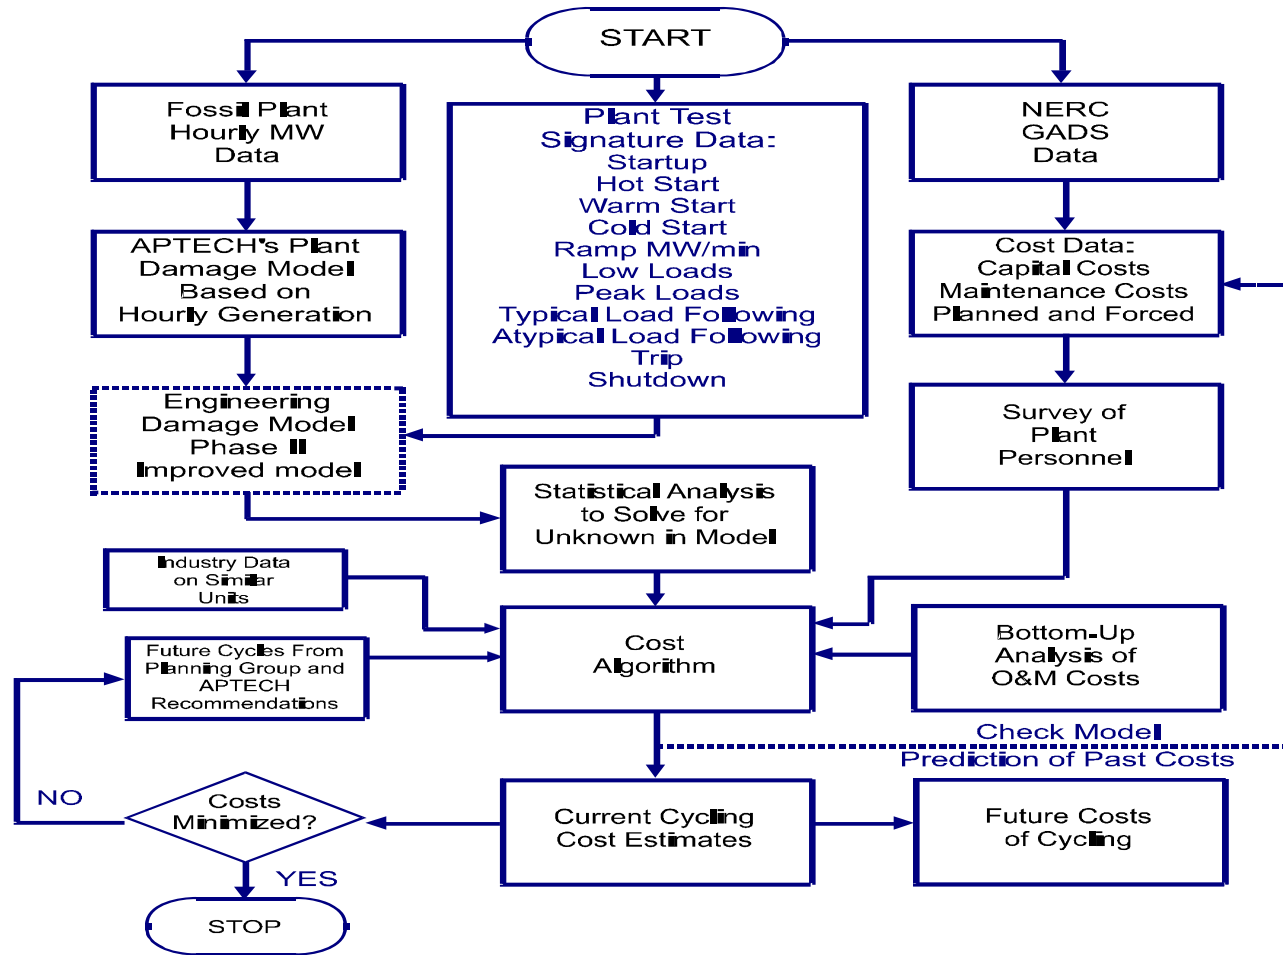 START
Fossil Plant
Hourly MW
Data
Plant Test
Signature Data:
Startup
Hot Start
Warm Start
Cold Start
Ramp MW/min
Low Loads
Peak Loads
Typical Load Following
Atypical Load Following
Trip
Shutdown
NERC
GADS
Data
APTECH's Plant
Damage Model
Based on
Hourly Generation
Cost Data:
Capital Costs
Maintenance Costs
Planned and Forced
Engineering
Damage Model
Phase II
Improved model
Survey of
Plant
Personnel
Statistical Analysis
to Solve for
Unknown in Model
Industry Data
on Similar
Units
Cost
Algorithm
Bottom-Up
Analysis of
O&M Costs
Future Cycles From
Planning Group and
APTECH
Recommendations
Check Model
Prediction of Past Costs
NO
Costs
Minimized?
Current Cycling
Cost Estimates
Future Costs
of Cycling
YES
STOP